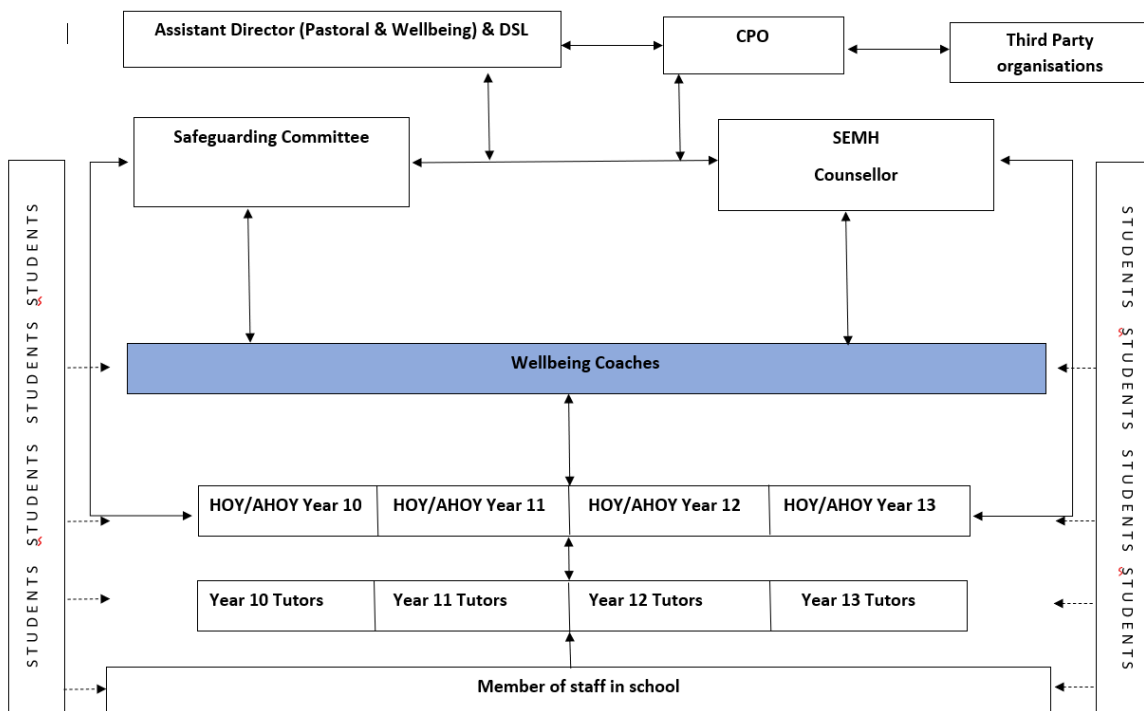 Assistant Director (Pastoral & Wellbeing) & DSL
CPO
Third Party
organisations
Safeguarding Committee
SEMH
Counsellor
STUDENTS STUDENTS STUDENTS STUDENTS
STUDENTS STUDENTS STUDENTS STUDENTS
Wellbeing Coaches
HOY/AHOY Year 10
HOY/AHOY Year 11
HOY/AHOY Year 12
HOY/AHOY Year 13
Year 10 Tutors
Year 11 Tutors
Year 12 Tutors
Year 13 Tutors
Member of staff in school